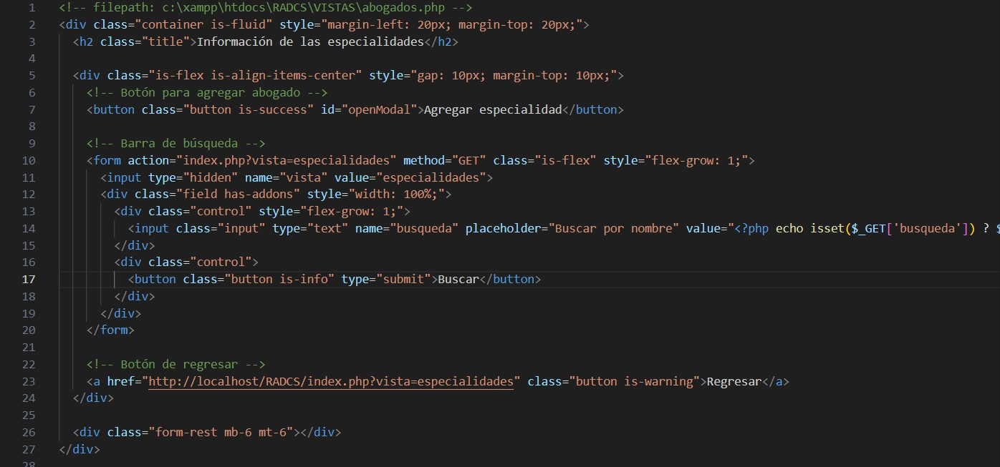 1 <!-- filepath: c:\xampp\htdocs\RADCS\VISTAS\abogados.php -->
2 <div class="container is-fluid" style="margin-left: 20px; margin-top: 20px;">
3   <h2 class="title">Información de las especialidades</h2>
4
5   <div class="is-flex is-align-items-center" style="gap: 10px; margin-top: 10px;">
6     <!-- Botón para agregar abogado -->
7     <button class="button is-success" id="openModal">Agregar especialidad</button>
8
9     <!-- Barra de búsqueda -->
10     <form action="index.php?vista=especialidades" method="GET" class="is-flex" style="flex-grow: 1;">
11       <input type="hidden" name="vista" value="especialidades">
12       <div class="field has-addons" style="width: 100%;">
13         <div class="control" style="flex-grow: 1;">
14           <input class="input" type="text" name="busqueda" placeholder="Buscar por nombre" value="<?php echo isset($_GET['busqueda']) ? $
15         </div>
16         <div class="control">
17           <button class="button is-info" type="submit">Buscar</button>
18         </div>
19       </div>
20     </form>
21
22     <!-- Botón de regresar -->
23     <a href="http://localhost/RADCS/index.php?vista=especialidades" class="button is-warning">Regresar</a>
24   </div>
25
26   <div class="form-rest mb-6 mt-6"></div>
27 </div>
28